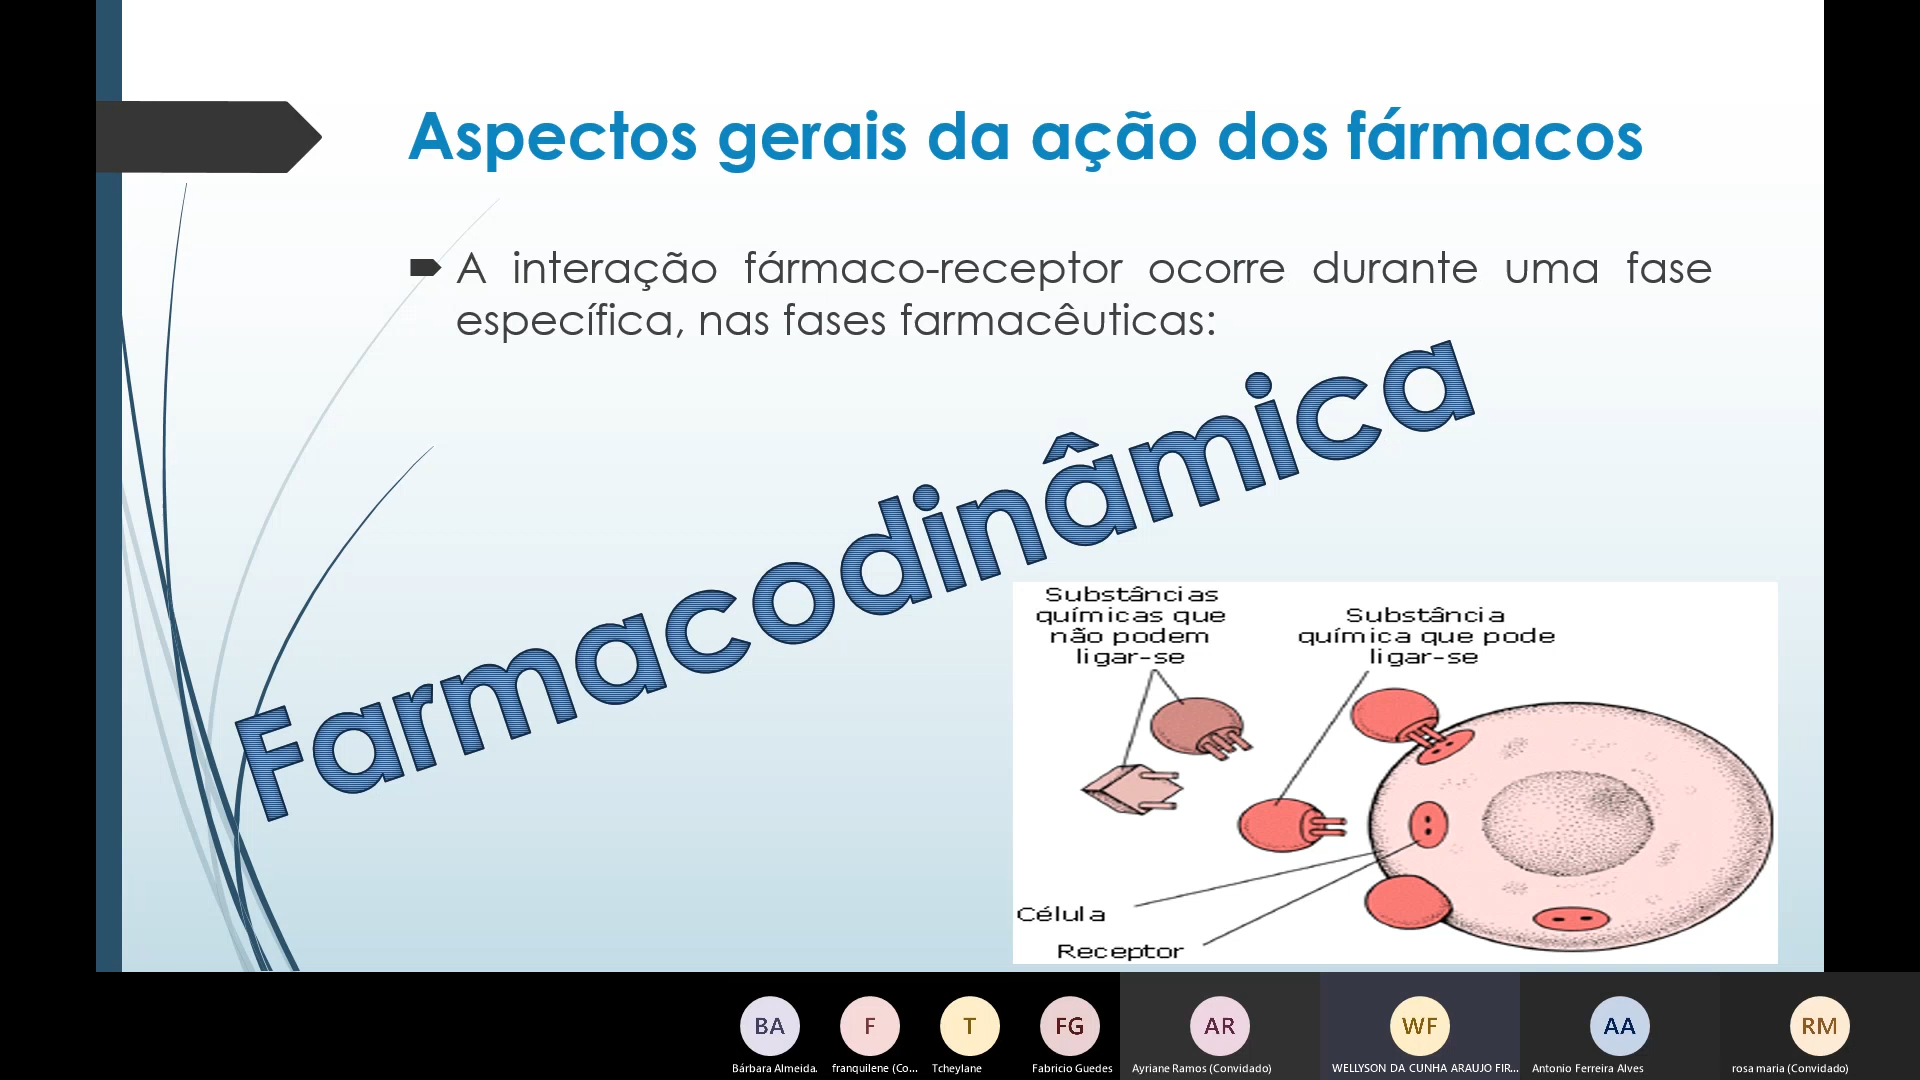 Aspectos gerais da ação dos fármacos
A interação fármaco-receptor ocorre durante uma fase
específica, nas fases farmacêuticas:
Farmacodinâmica
Substâncias
químicas que
não podem
ligar-se
Substância
química que pode
ligar-se
Célula
Receptor
BA
F
T
FG
AR
WF
AA
RM
Bárbara Almeida.
franquilene (Co...
Tcheylane
Fabricio Guedes
Ayriane Ramos (Convidado)
WELLYSON DA CUNHA ARAUJO FIR...
Antonio Ferreira Alves
rosa maria (Convidado)